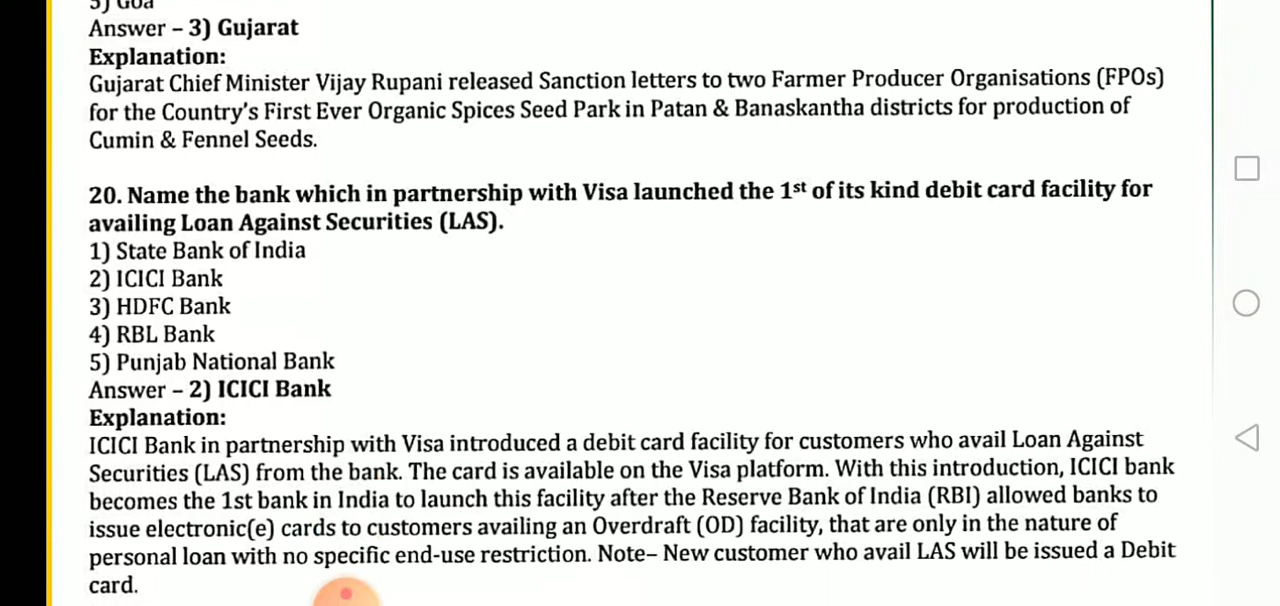 5) Goa
Answer – 3) Gujarat
Explanation:
Gujarat Chief Minister Vijay Rupani released Sanction letters to two Farmer Producer Organisations (FPOs)
for the Country's First Ever Organic Spices Seed Park in Patan & Banaskantha districts for production of
Cumin & Fennel Seeds.
20. Name the bank which in partnership with Visa launched the 1st of its kind debit card facility for
availing Loan Against Securities (LAS).
1) State Bank of India
2) ICICI Bank
3) HDFC Bank
4) RBL Bank
5) Punjab National Bank
Answer – 2) ICICI Bank
Explanation:
ICICI Bank in partnership with Visa introduced a debit card facility for customers who avail Loan Against
Securities (LAS) from the bank. The card is available on the Visa platform. With this introduction, ICICI bank
becomes the 1st bank in India to launch this facility after the Reserve Bank of India (RBI) allowed banks to
issue electronic(e) cards to customers availing an Overdraft (OD) facility, that are only in the nature of
personal loan with no specific end-use restriction. Note– New customer who avail LAS will be issued a Debit
card.